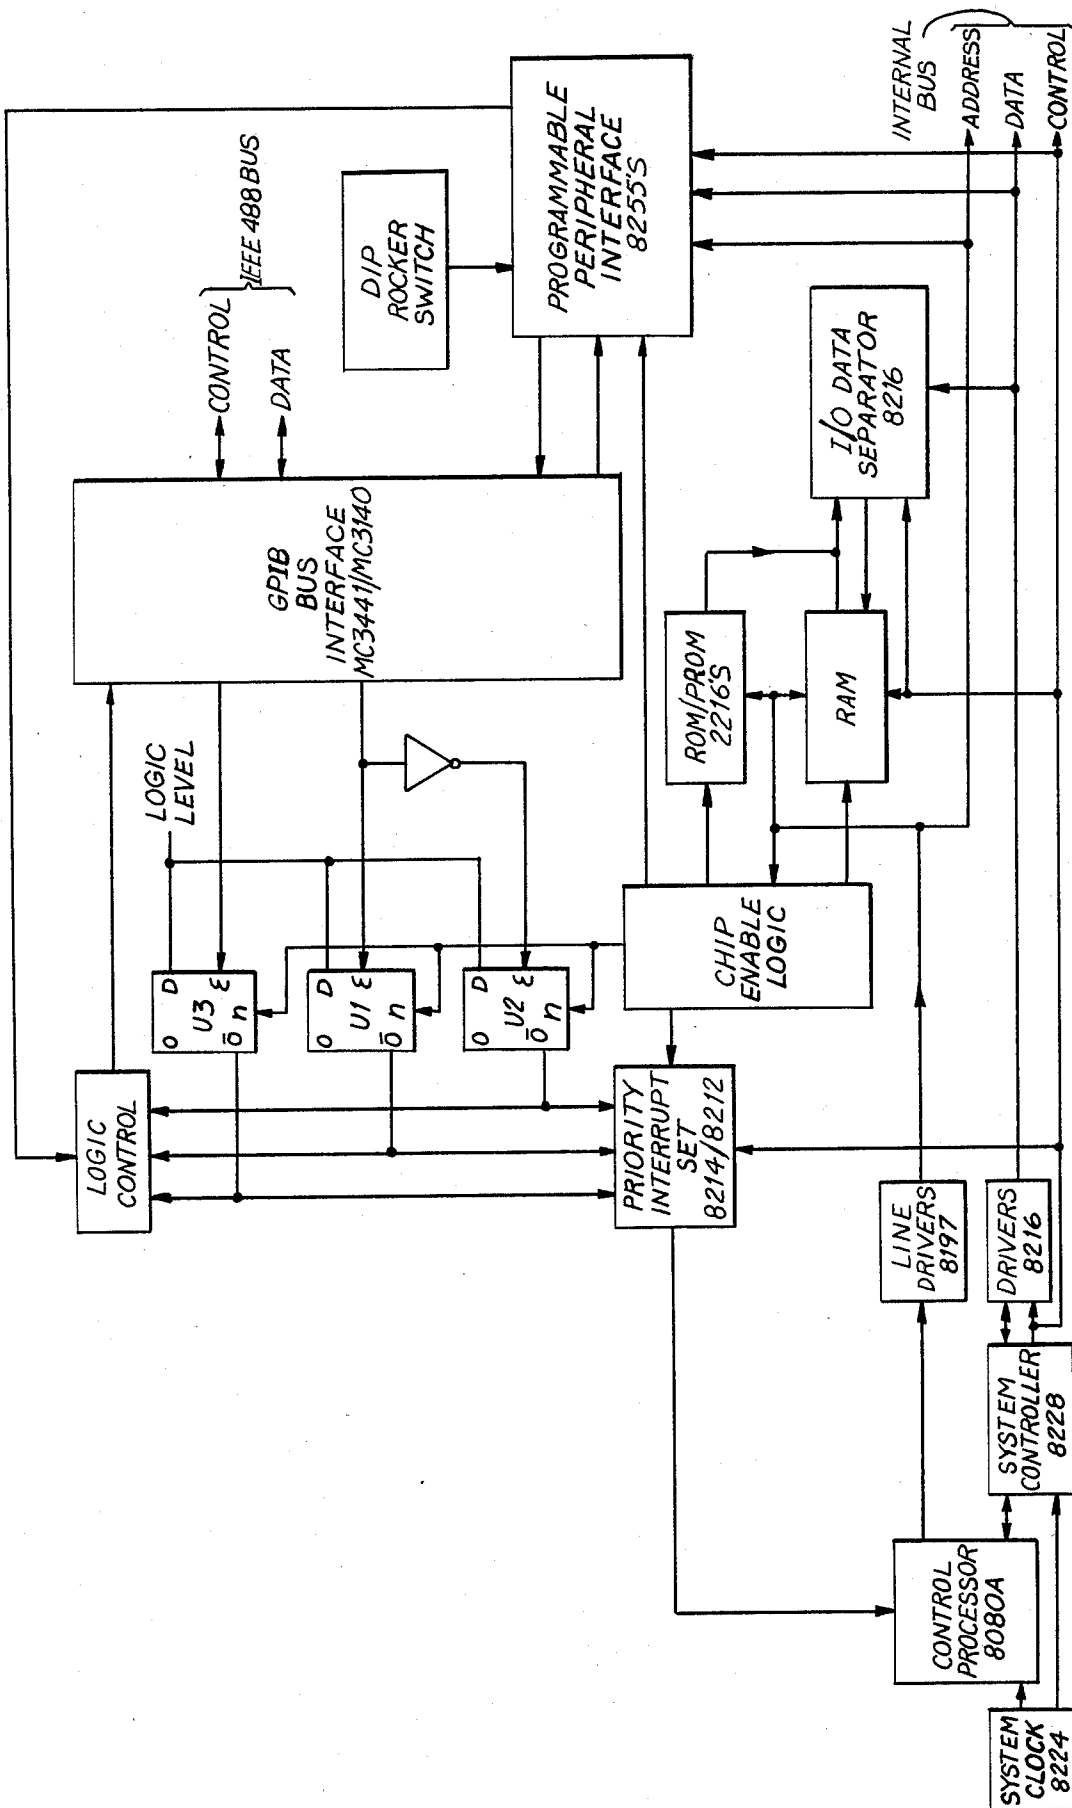 INTERNAL
BUS
ADDRESS
DATA
CONTROL
PROGRAMMABLE
PERIPHERAL
INTERFACE
8255'S
DIP
ROCKER
SWITCH
IEEE 488 BUS
CONTROL
DATA
I/O DATA
SEPARATOR
8216
GPIB
BUS
INTERFACE
MC3441/MC3140
ROM/PROM
2216'S
RAM
LOGIC
LEVEL
CHIP
ENABLE
LOGIC
O D
U3
Ō n ε
O D
U1
Ō n ε
O D
U2
Ō n ε
LOGIC
CONTROL
PRIORITY
INTERRUPT
SET
8214/8212
LINE
DRIVERS
8197
DRIVERS
8216
SYSTEM
CONTROLLER
8228
CONTROL
PROCESSOR
8080A
SYSTEM
CLOCK
8224